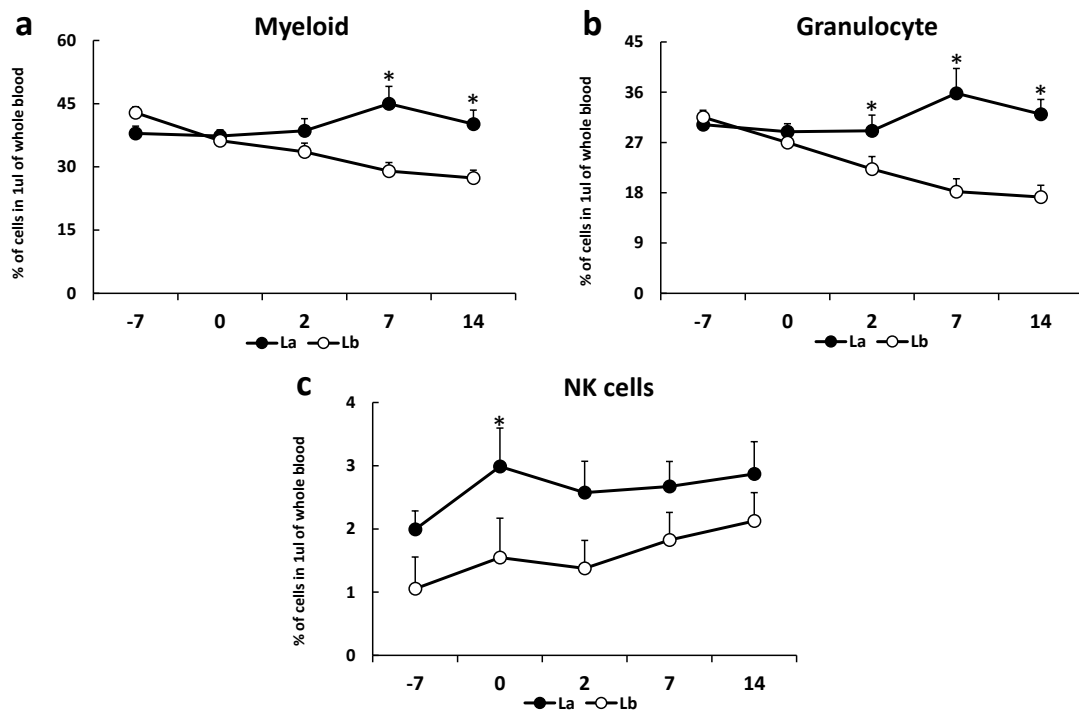 a
Myeloid
60
45
30
15
0
% of cells in 1ul of whole blood
*
*
-7 0 2 7 14
La Lb
b
Granulocyte
45
36
27
18
9
0
% of cells in 1ul of whole blood
*
*
*
-7 0 2 7 14
La Lb
c
NK cells
4
3
2
1
0
% of cells in 1ul of whole blood
*
-7 0 2 7 14
La Lb